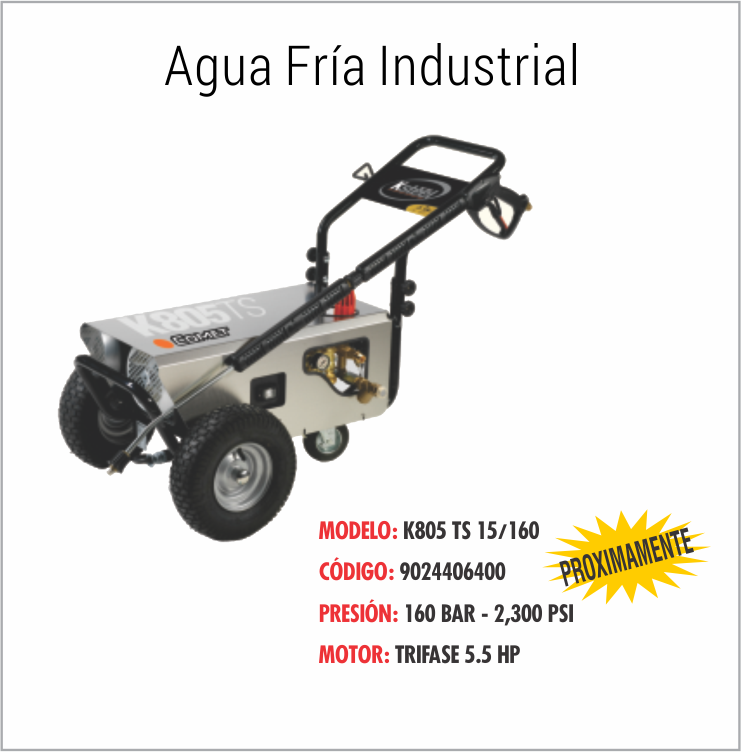 Agua Fría Industrial
K805TS
COMET
MODELO: K805 TS 15/160
CÓDIGO: 9024406400
PROXIMAMENTE
PRESIÓN: 160 BAR - 2,300 PSI
MOTOR: TRIFASE 5.5 HP